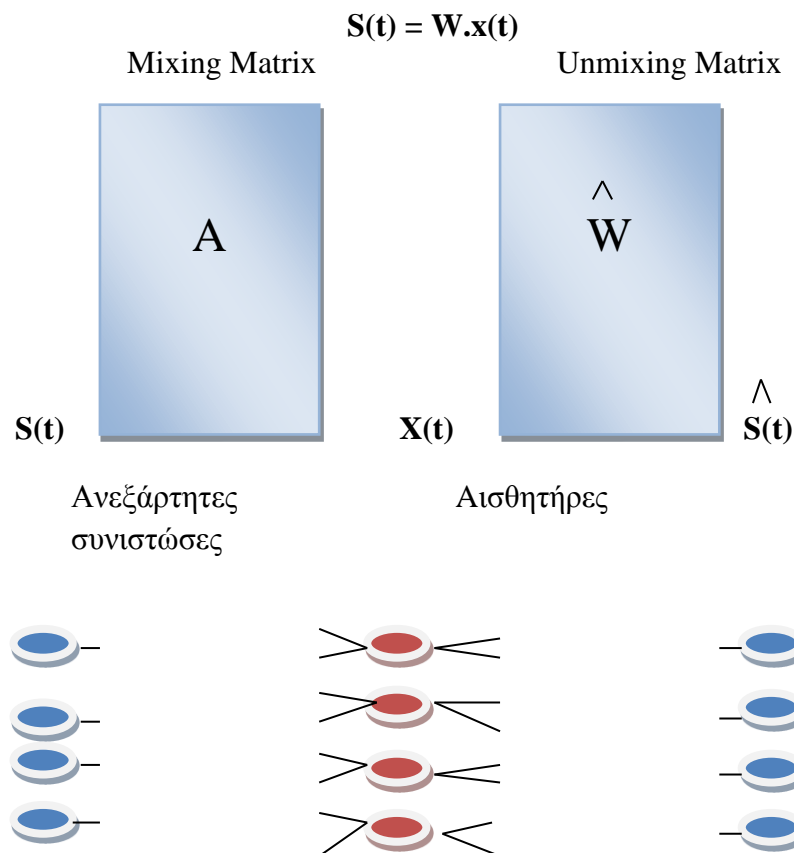 S(t) = W.x(t)
Mixing Matrix Unmixing Matrix
A
^
W
^
S(t) X(t) S(t)
Ανεξάρτητες Αισθητήρες
συνιστώσες